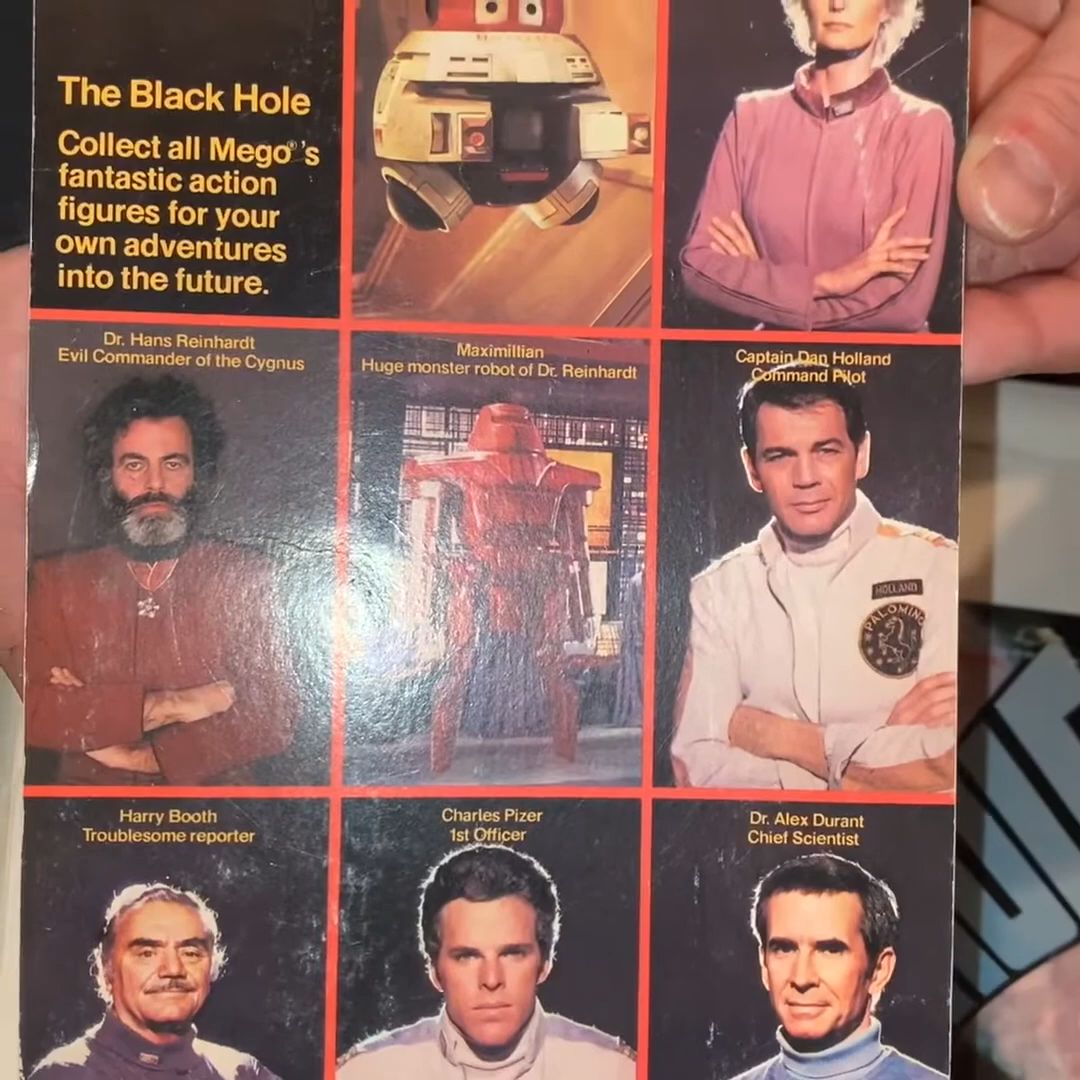 The Black Hole
Collect all Mego®'s
fantastic action
figures for your
own adventures
into the future.
Dr. Hans Reinhardt
Evil Commander of the Cygnus
Maximillian
Huge monster robot of Dr. Reinhardt
Captain Dan Holland
Command Pilot
HOLLAND
PALOMINO
Harry Booth
Troublesome reporter
Charles Pizer
1st Officer
Dr. Alex Durant
Chief Scientist